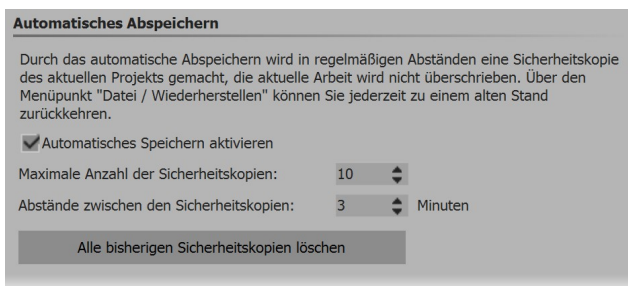 Automatisches Abspeichern
Durch das automatische Abspeichern wird in regelmäßigen Abständen eine Sicherheitskopie
des aktuellen Projekts gemacht, die aktuelle Arbeit wird nicht überschrieben. Über den
Menüpunkt "Datei / Wiederherstellen" können Sie jederzeit zu einem alten Stand
zurückkehren.
Automatisches Speichern aktivieren
Maximale Anzahl der Sicherheitskopien: 10
Abstände zwischen den Sicherheitskopien: 3 Minuten
Alle bisherigen Sicherheitskopien löschen